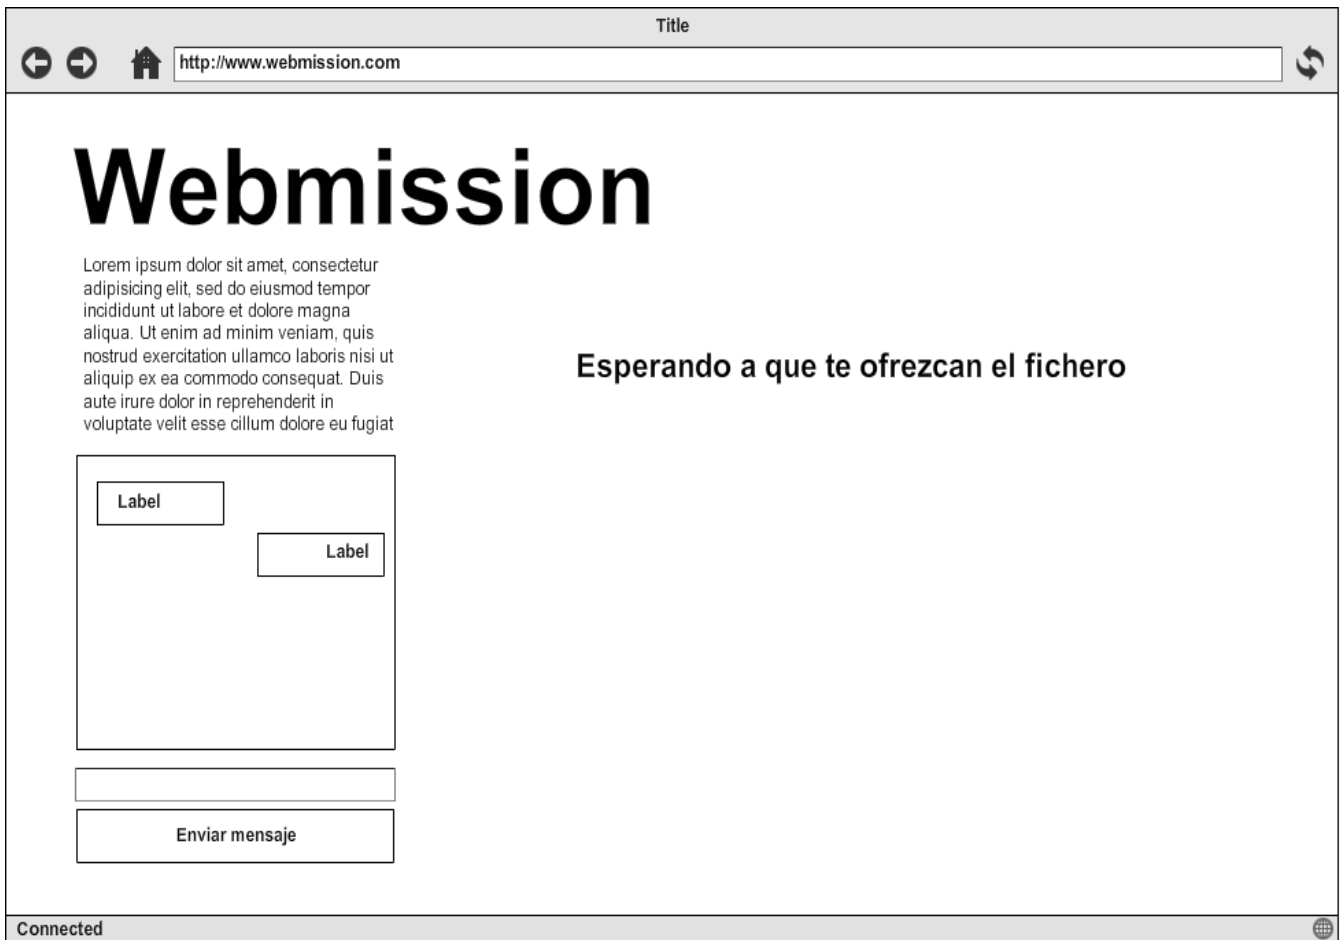 Title
http://www.webmission.com
Webmission
Lorem ipsum dolor sit amet, consectetur
adipisicing elit, sed do eiusmod tempor
incididunt ut labore et dolore magna
aliqua. Ut enim ad minim veniam, quis
nostrud exercitation ullamco laboris nisi ut
aliquip ex ea commodo consequat. Duis
aute irure dolor in reprehenderit in
voluptate velit esse cillum dolore eu fugiat
Esperando a que te ofrezcan el fichero
Label
Label
Enviar mensaje
Connected